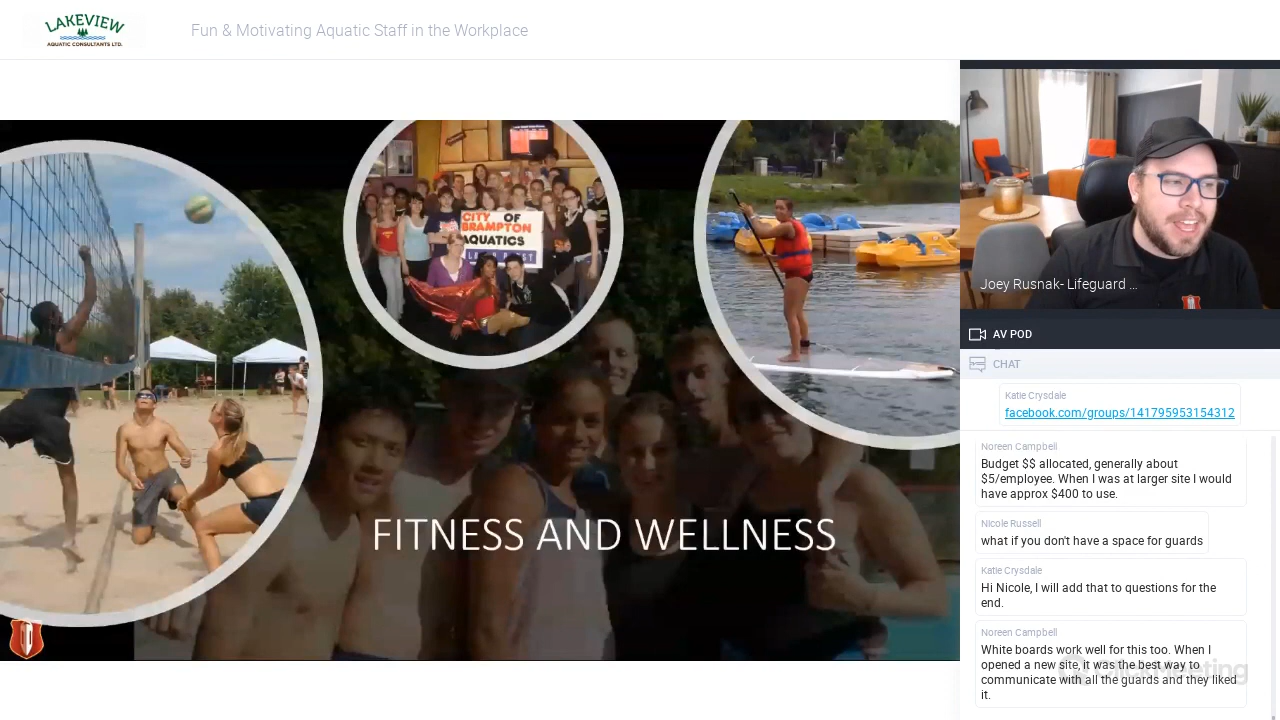 LAKEVIEW
AQUATIC CONSULTANTS LTD.
Fun & Motivating Aquatic Staff in the Workplace
CITY OF
BRAMPTON
AQUATICS
FITNESS AND WELLNESS
Joey Rusnak- Lifeguard ...
AV POD
CHAT
Katie Crysdale
facebook.com/groups/141795953154312
Noreen Campbell
Budget $$ allocated, generally about
$5/employee. When I was at larger site I would
have approx $400 to use.
Nicole Russell
what if you don't have a space for guards
Katie Crysdale
Hi Nicole, I will add that to questions for the
end.
Noreen Campbell
White boards work well for this too. When I
opened a new site, it was the best way to
communicate with all the guards and they liked
it.
ClickMeeting